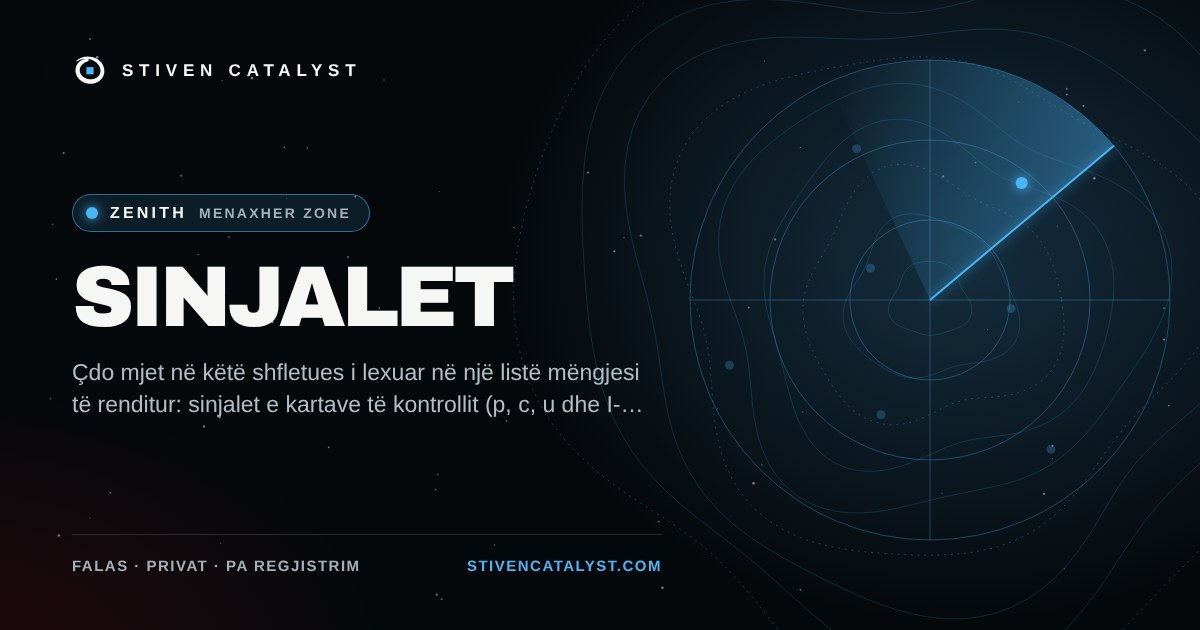 STIVEN CATALYST
ZENITH MENAXHER ZONE
SINJALET
Çdo mjet në këtë shfletues i lexuar në një listë mëngjesi
të renditur: sinjalet e kartave të kontrollit (p, c, u dhe I-…
FALAS · PRIVAT · PA REGJISTRIM
STIVENCATALYST.COM